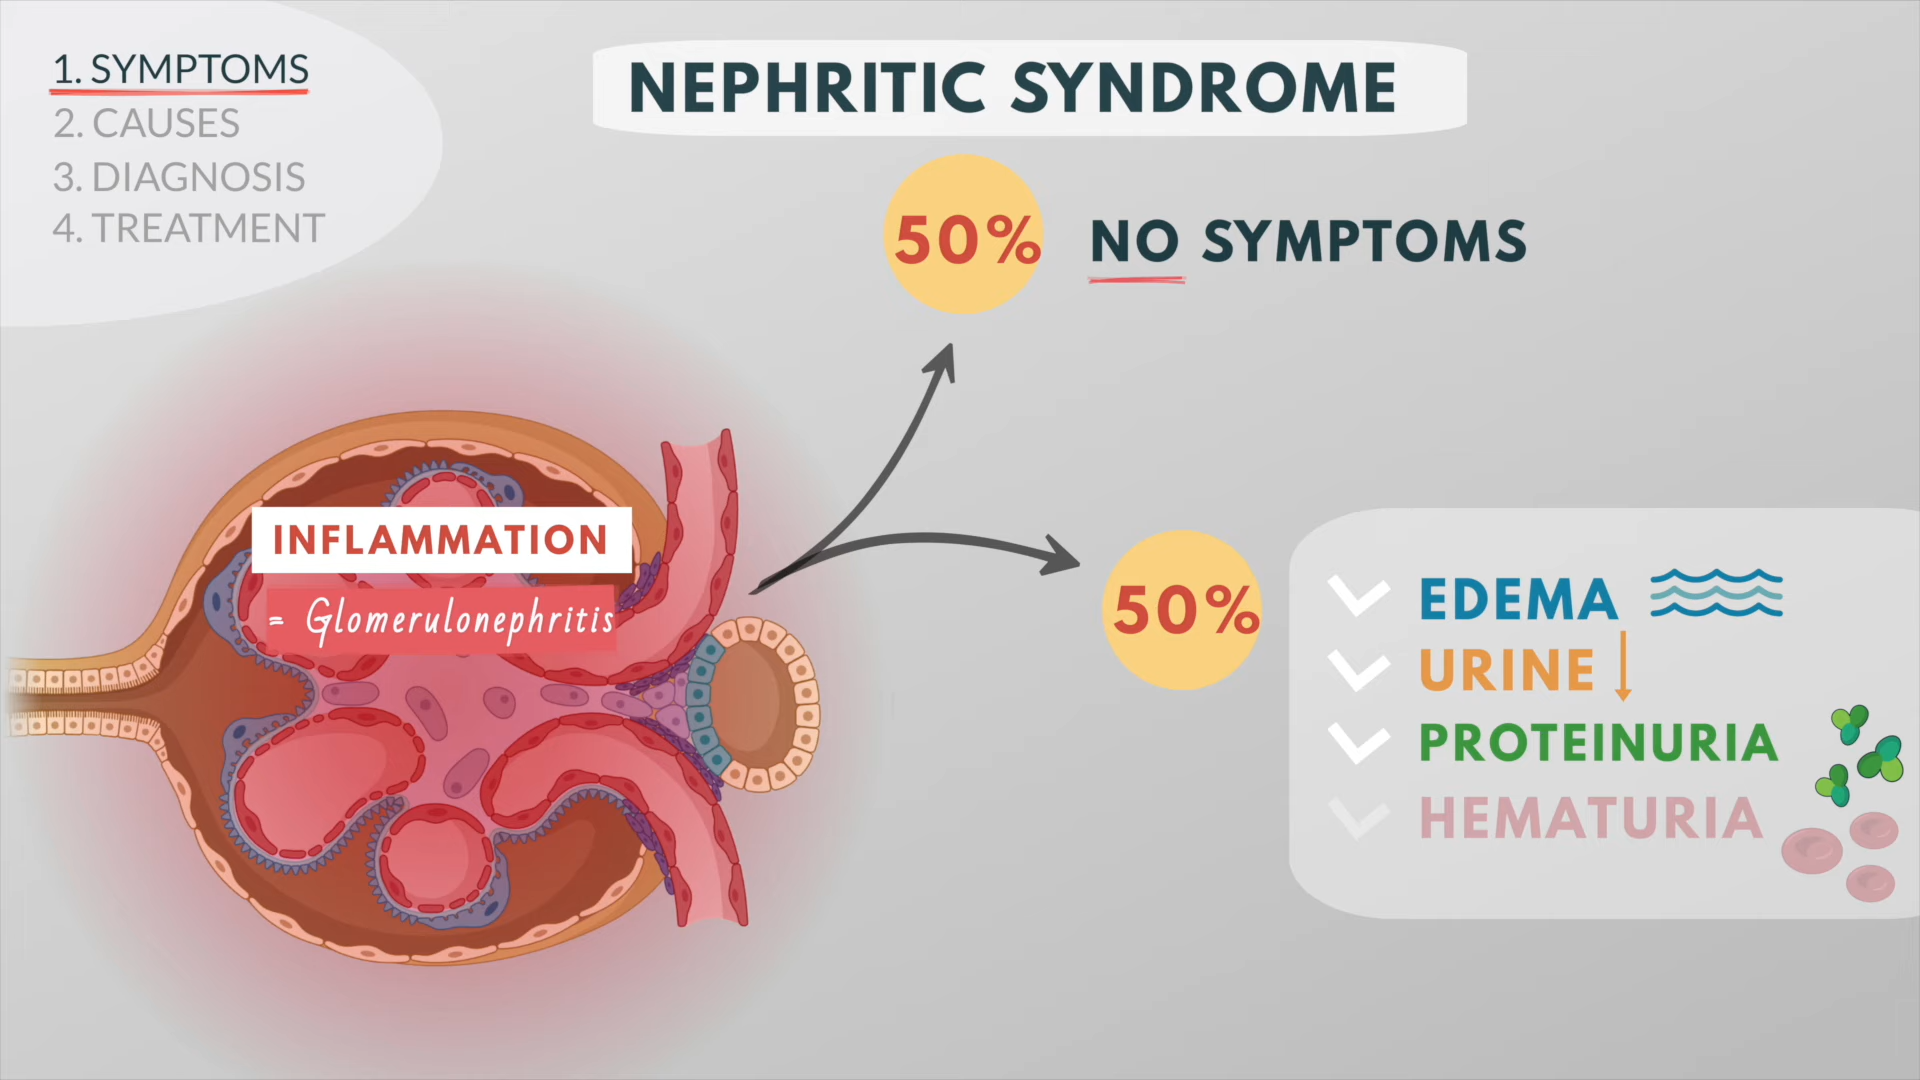 1. SYMPTOMS
2. CAUSES
3. DIAGNOSIS
4. TREATMENT
NEPHRITIC SYNDROME
50% NO SYMPTOMS
INFLAMMATION
= Glomerulonephritis
50%
EDEMA
URINE
PROTEINURIA
HEMATURIA